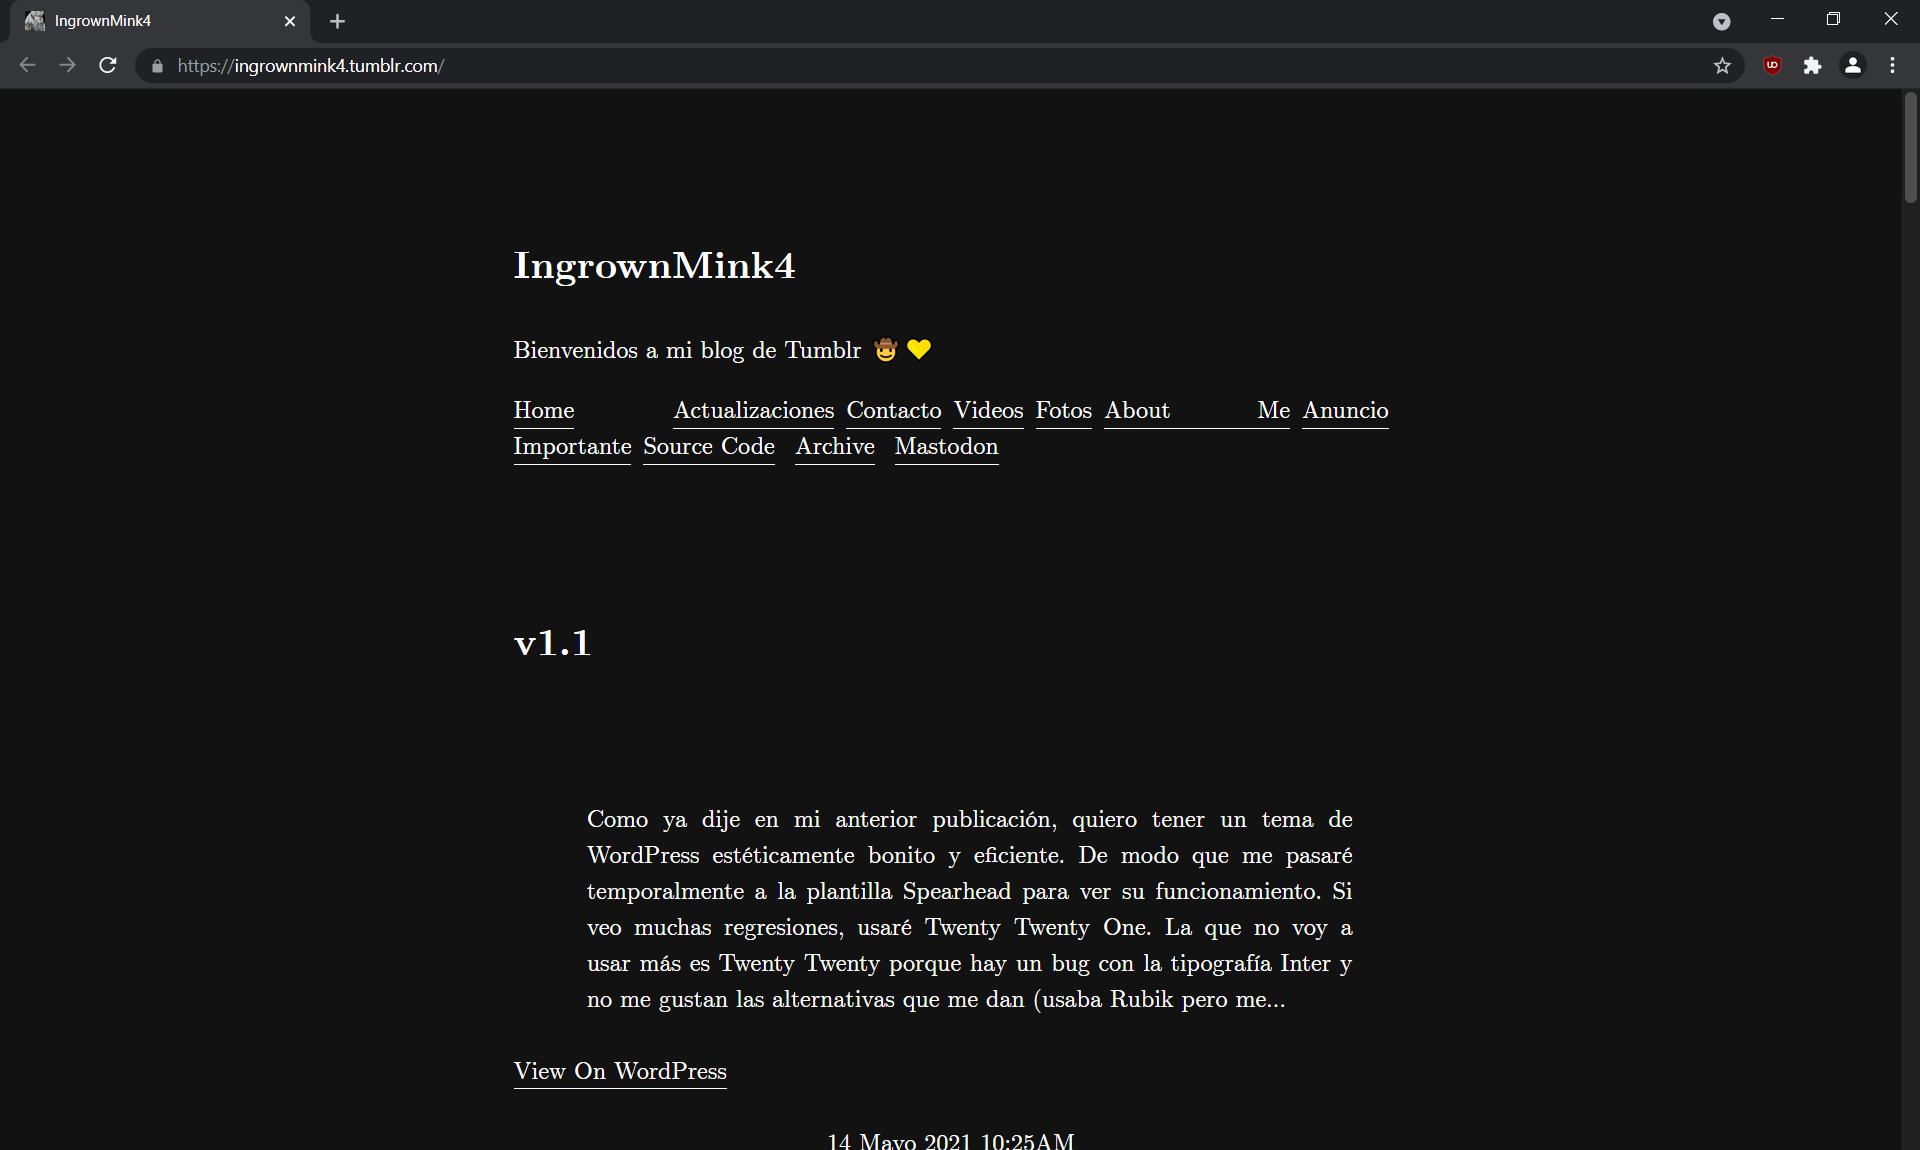 IngrownMink4
https://ingrownmink4.tumblr.com/
IngrownMink4
Bienvenidos a mi blog de Tumblr 🤠💛
Home Actualizaciones Contacto Videos Fotos About Me Anuncio
Importante Source Code Archive Mastodon
v1.1
Como ya dije en mi anterior publicación, quiero tener un tema de
WordPress estéticamente bonito y eficiente. De modo que me pasaré
temporalmente a la plantilla Spearhead para ver su funcionamiento. Si
veo muchas regresiones, usaré Twenty Twenty One. La que no voy a
usar más es Twenty Twenty porque hay un bug con la tipografía Inter y
no me gustan las alternativas que me dan (usaba Rubik pero me...
View On WordPress
14 Mayo 2021 10:25AM